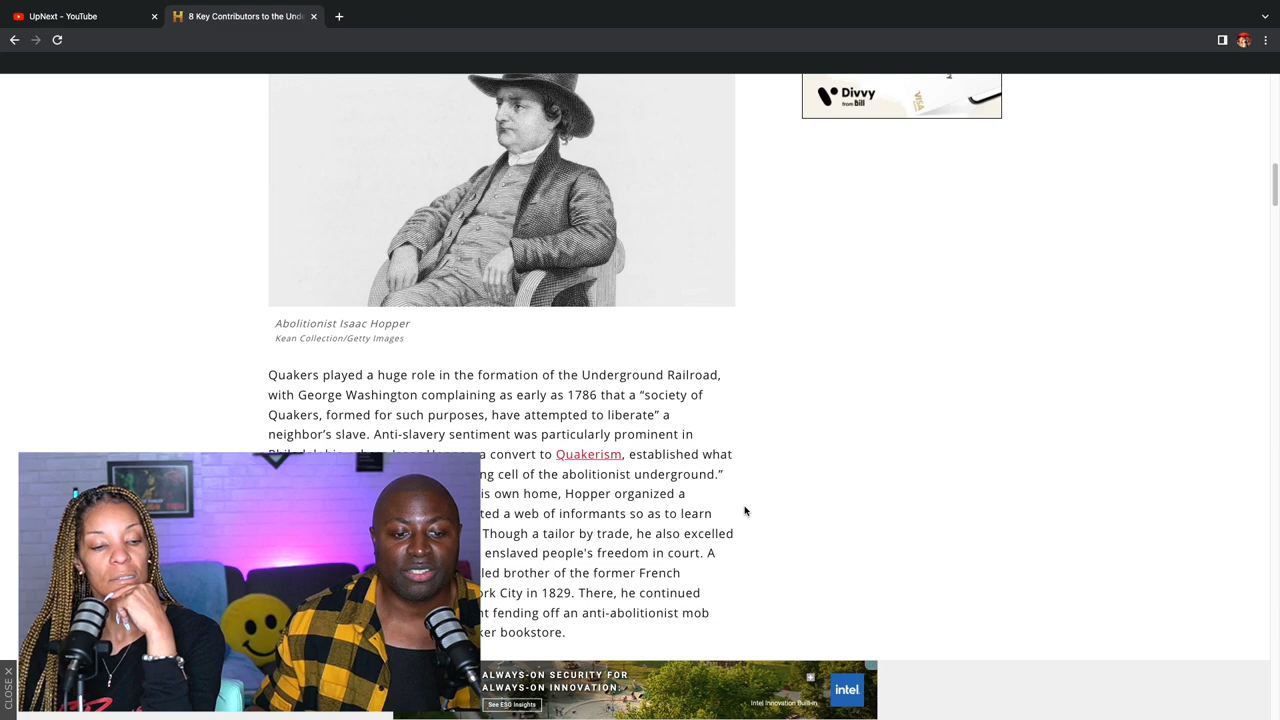 UpNext - YouTube
8 Key Contributors to the Unde
Divvy
from bill
VISA
Abolitionist Isaac Hopper
Kean Collection/Getty Images
Quakers played a huge role in the formation of the Underground Railroad,
with George Washington complaining as early as 1786 that a “society of
Quakers, formed for such purposes, have attempted to liberate” a
neighbor’s slave. Anti-slavery sentiment was particularly prominent in
a convert to Quakerism, established what
ng cell of the abolitionist underground.”
is own home, Hopper organized a
ted a web of informants so as to learn
Though a tailor by trade, he also excelled
enslaved people's freedom in court. A
led brother of the former French
rk City in 1829. There, he continued
nt fending off an anti-abolitionist mob
ker bookstore.
CLOSE X
ALWAYS-ON SECURITY FOR
ALWAYS-ON INNOVATION.
See ESG Insights
Intel Innovation Built-in
intel.